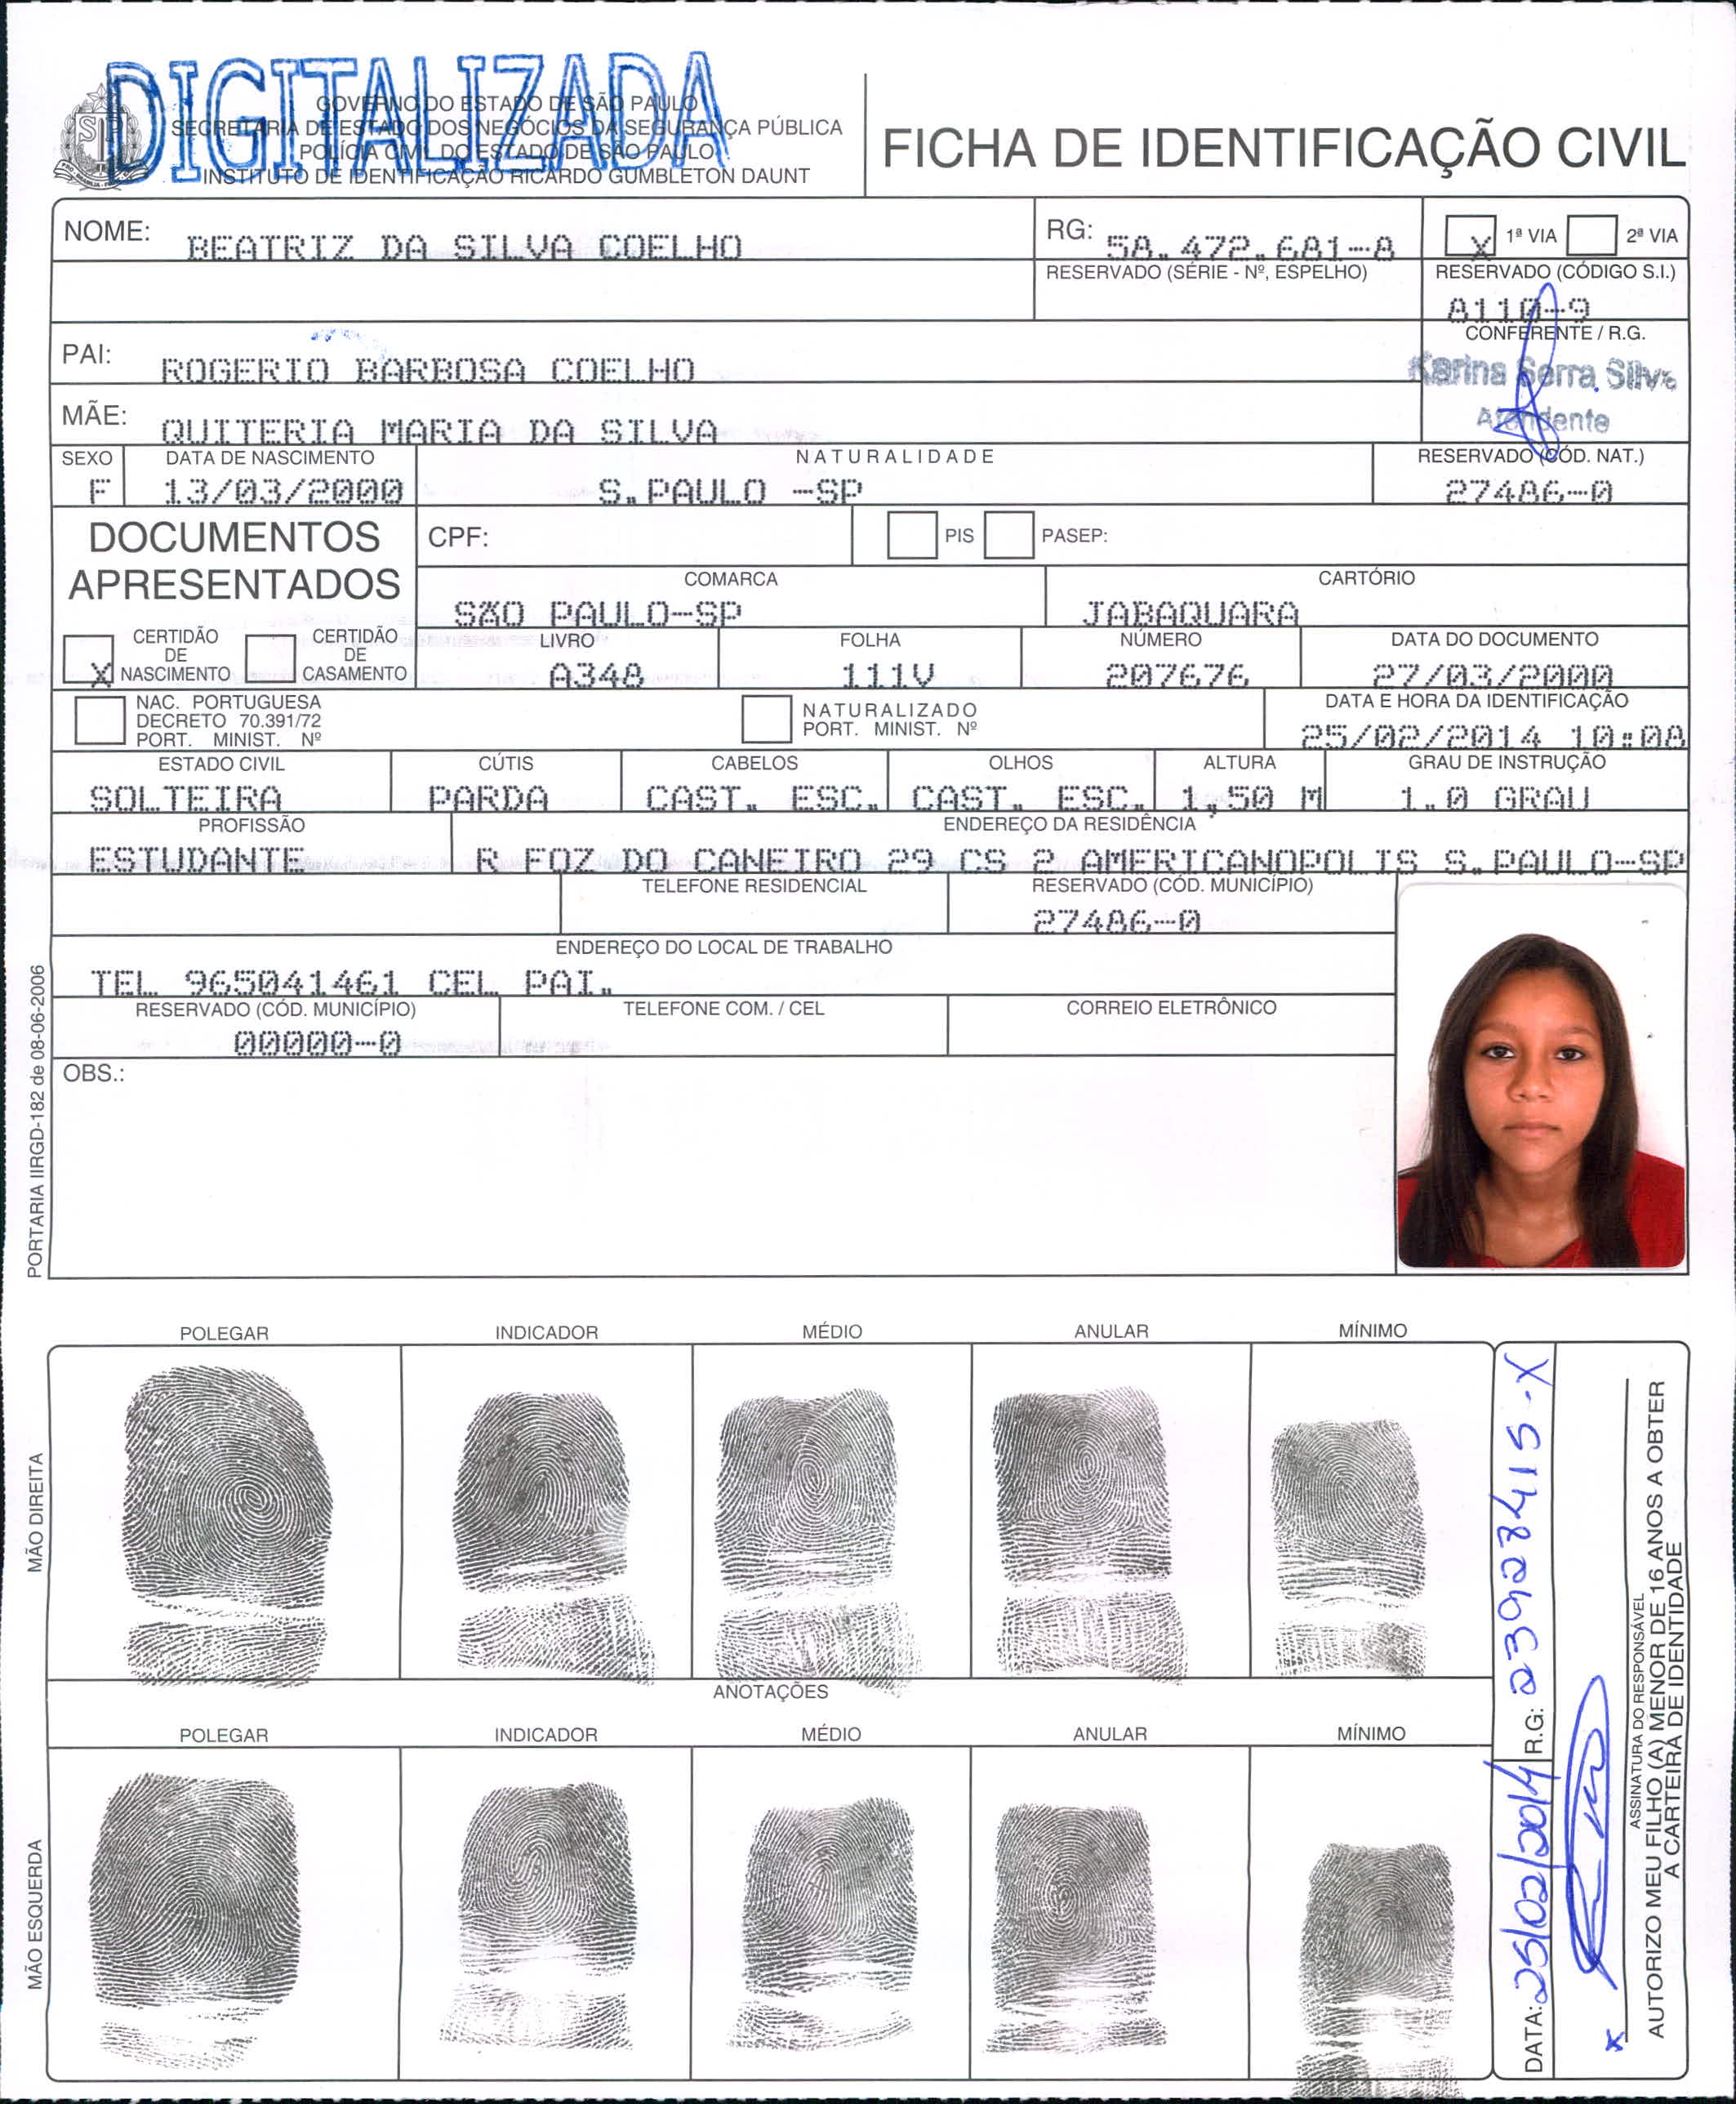 DIGITALIZADA
GOVERNO DO ESTADO DE SÃO PAULO
SECRETARIA DE ESTADO DOS NEGÓCIOS DA SEGURANÇA PÚBLICA
POLÍCIA CIVIL DO ESTADO DE SÃO PAULO
INSTITUTO DE IDENTIFICAÇÃO RICARDO GUMBLETON DAUNT
FICHA DE IDENTIFICAÇÃO CIVIL
NOME: BEATRIZ DA SILVA COELHO
RG: 58.472.681-8
X 1ª VIA 2ª VIA
RESERVADO (SÉRIE - Nº, ESPELHO)
RESERVADO (CÓDIGO S.I.)
A110-9
PAI: ROGERIO BARBOSA COELHO
CONFERENTE / R.G.
Karina Serra Silva
Atendente
MÃE: QUITERIA MARIA DA SILVA
SEXO DATA DE NASCIMENTO NATURALIDADE RESERVADO (CÓD. NAT.)
F 13/03/2000 S.PAULO -SP 27486-0
DOCUMENTOS
APRESENTADOS
CPF: PIS PASEP:
COMARCA CARTÓRIO
SÃO PAULO-SP JABAQUARA
X CERTIDÃO DE NASCIMENTO
CERTIDÃO DE CASAMENTO
LIVRO FOLHA NÚMERO DATA DO DOCUMENTO
A348 111V 207676 27/03/2000
NAC. PORTUGUESA
DECRETO 70.391/72
PORT. MINIST. Nº
NATURALIZADO
PORT. MINIST. Nº
DATA E HORA DA IDENTIFICAÇÃO
25/02/2014 10:08
ESTADO CIVIL CÚTIS CABELOS OLHOS ALTURA GRAU DE INSTRUÇÃO
SOLTEIRA PARDA CAST. ESC. CAST. ESC. 1,50 M 1.0 GRAU
PROFISSÃO ENDEREÇO DA RESIDÊNCIA
ESTUDANTE R FOZ DO CANEIRO 29 CS 2 AMERICANOPOLIS S.PAULO-SP
TELEFONE RESIDENCIAL RESERVADO (CÓD. MUNICÍPIO)
27486-0
ENDEREÇO DO LOCAL DE TRABALHO
TEL 965041461 CEL PAI.
RESERVADO (CÓD. MUNICÍPIO) TELEFONE COM. / CEL CORREIO ELETRÔNICO
00000-0
OBS.:
PORTARIA IIRGD-182 de 08-06-2006
POLEGAR INDICADOR MÉDIO ANULAR MÍNIMO
MÃO DIREITA
ANOTAÇÕES
POLEGAR INDICADOR MÉDIO ANULAR MÍNIMO
MÃO ESQUERDA
DATA: 25/02/2014 R.G: 23928415-X
x
ASSINATURA DO RESPONSÁVEL
AUTORIZO MEU FILHO (A) MENOR DE 16 ANOS A OBTER
A CARTEIRA DE IDENTIDADE